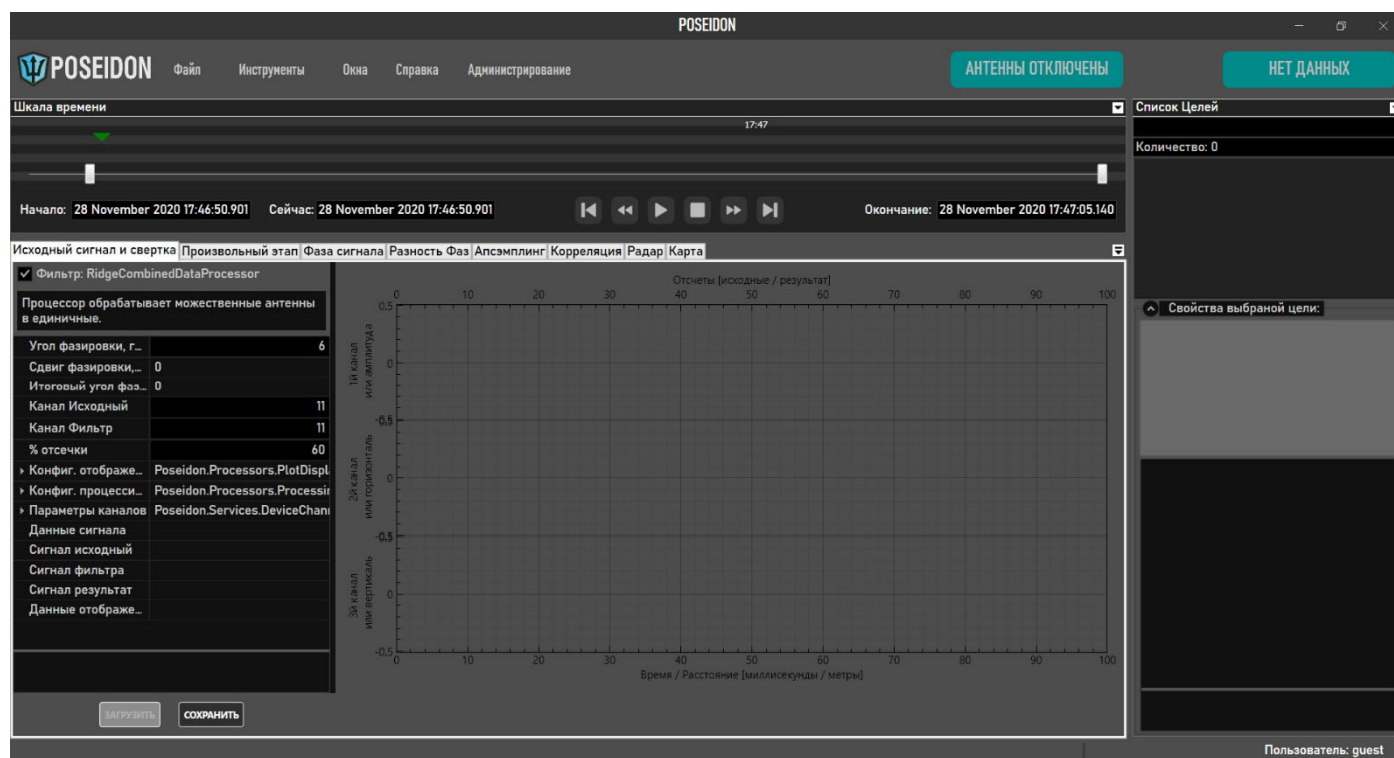 POSEIDON
POSEIDON Файл Инструменты Окна Справка Администрирование АНТЕННЫ ОТКЛЮЧЕНЫ НЕТ ДАННЫХ
Шкала времени
17:47
Начало: 28 November 2020 17:46:50.901 Сейчас: 28 November 2020 17:46:50.901 Окончание: 28 November 2020 17:47:05.140
Исходный сигнал и свертка Произвольный этап Фаза сигнала Разность Фаз Апсэмплинг Корреляция Радар Карта
Фильтр: RidgeCombinedDataProcessor
Процессор обрабатывает можественные антенны
в единичные.
Угол фазировки, г... 6
Сдвиг фазировки,... 0
Итоговый угол фаз... 0
Канал Исходный 11
Канал Фильтр 11
% отсечки 60
Конфиг. отображе... Poseidon.Processors.PlotDispl
Конфиг. процесси... Poseidon.Processors.Processin
Параметры каналов Poseidon.Services.DeviceChann
Данные сигнала
Сигнал исходный
Сигнал фильтра
Сигнал результат
Данные отображе...
ЗАГРУЗИТЬ СОХРАНИТЬ
Отсчеты [исходные / результат]
0 10 20 30 40 50 60 70 80 90 100
0.5
1й канал
или амплитуда
0
-0.5
2й канал
или горизонталь
0
-0.5
3й канал
или вертикаль
0
-0.5
0 10 20 30 40 50 60 70 80 90 100
Время / Расстояние [миллисекунды / метры]
Список Целей
Количество: 0
Свойства выбраной цели:
Пользователь: guest